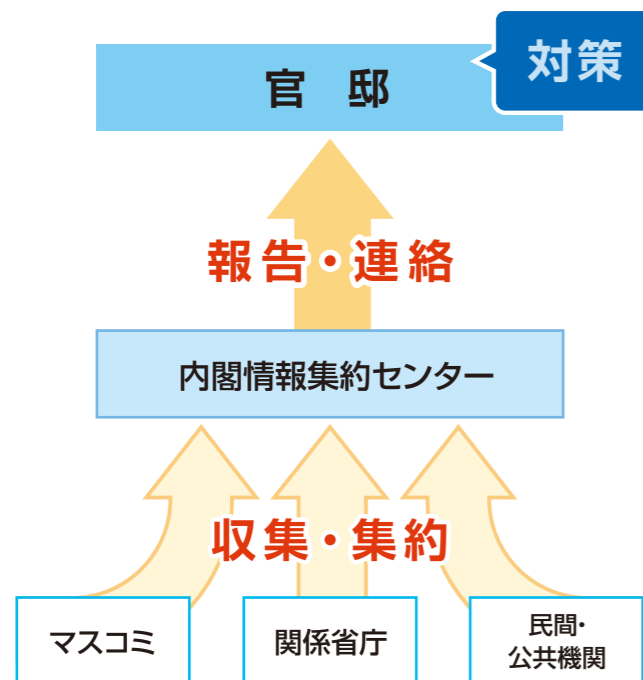 対策
官邸
報告・連絡
内閣情報集約センター
収集・集約
マスコミ
関係省庁
民間・
公共機関